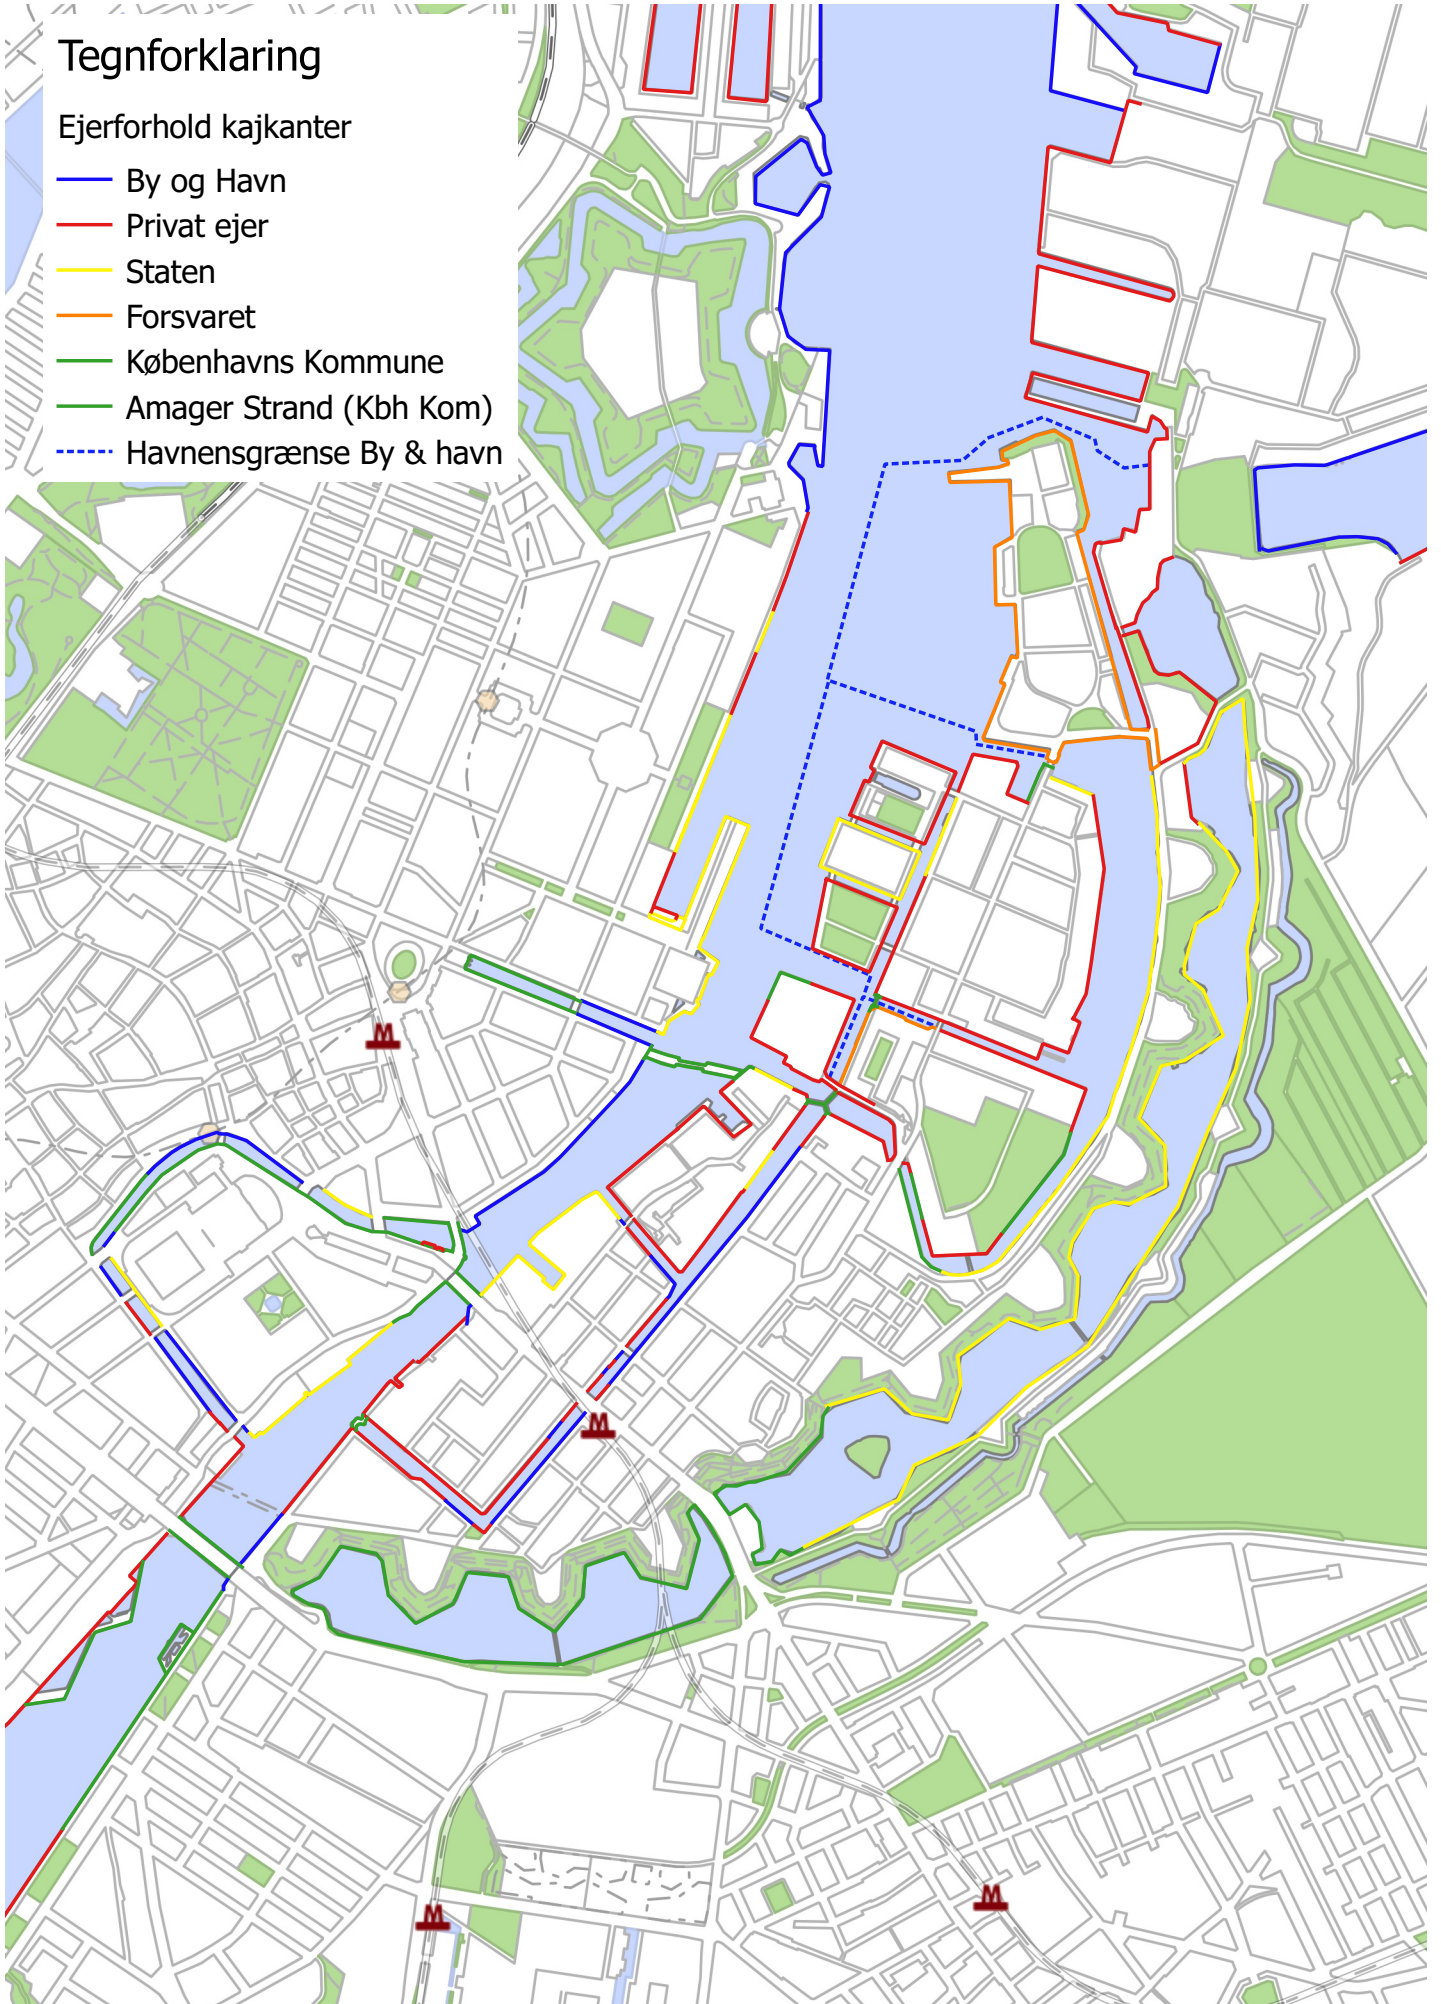 Tegnforklaring
Ejerforhold kajkanter
By og Havn
Privat ejer
Staten
Forsvaret
Københavns Kommune
Amager Strand (Kbh Kom)
Havnensgrænse By & havn
M
M
M
M